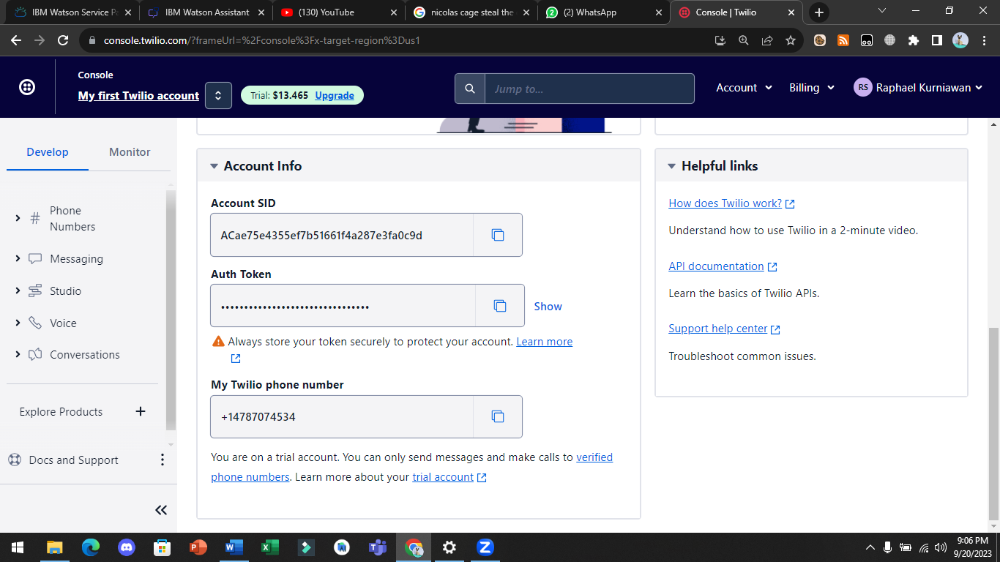 IBM Watson Service Pa
IBM Watson Assistant
(130) YouTube
nicolas cage steal the
(2) WhatsApp
Console | Twilio
console.twilio.com/?frameUrl=%2Fconsole%3Fx-target-region%3Dus1
Console
My first Twilio account
Trial: $13.465 Upgrade
Jump to...
Account
Billing
RS Raphael Kurniawan
Develop
Monitor
Phone
Numbers
Messaging
Studio
Voice
Conversations
Explore Products
Docs and Support
Account Info
Account SID
ACae75e4355ef7b51661f4a287e3fa0c9d
Auth Token
••••••••••••••••••••••••••••••••
Show
Always store your token securely to protect your account. Learn more
My Twilio phone number
+14787074534
You are on a trial account. You can only send messages and make calls to verified
phone numbers. Learn more about your trial account
Helpful links
How does Twilio work?
Understand how to use Twilio in a 2-minute video.
API documentation
Learn the basics of Twilio APIs.
Support help center
Troubleshoot common issues.
9:06 PM
9/20/2023